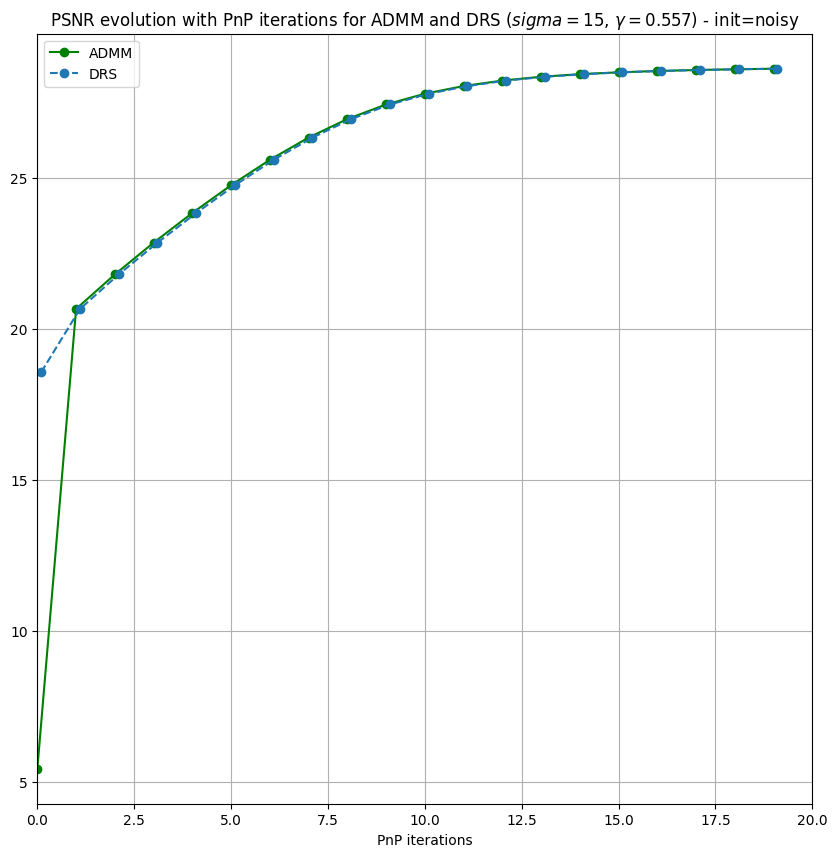 PSNR evolution with PnP iterations for ADMM and DRS (sigma = 15, γ = 0.557) - init=noisy
ADMM
DRS
25
20
15
10
5
0.0 2.5 5.0 7.5 10.0 12.5 15.0 17.5 20.0
PnP iterations